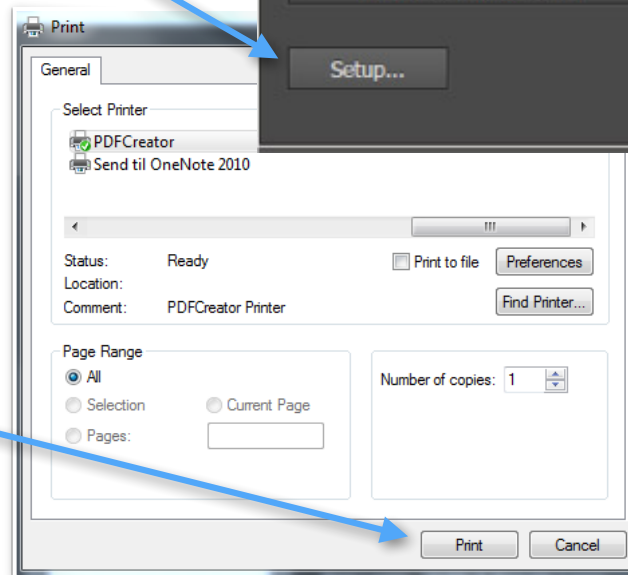 Print
Setup...
General
Select Printer
PDFCreator
Send til OneNote 2010
Status: Ready
Print to file
Preferences
Location:
Comment: PDFCreator Printer
Find Printer...
Page Range
All
Selection
Current Page
Pages:
Number of copies: 1
Print
Cancel